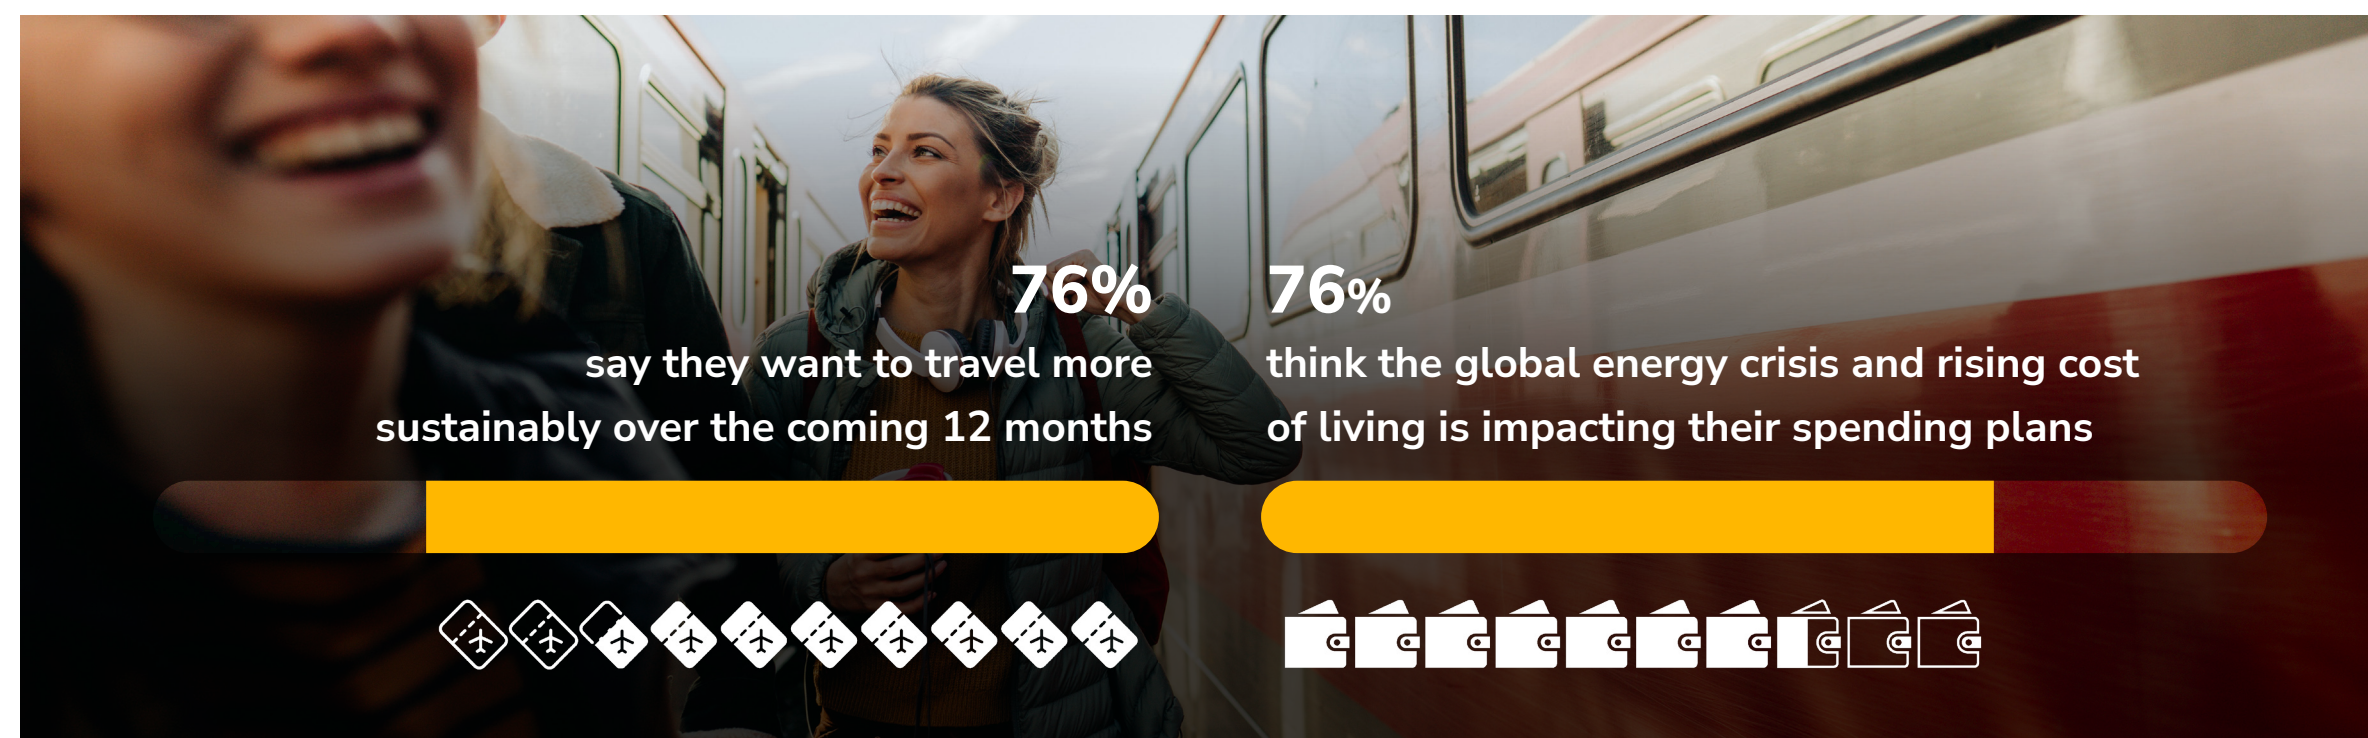 76%
say they want to travel more
sustainably over the coming 12 months
76%
think the global energy crisis and rising cost
of living is impacting their spending plans